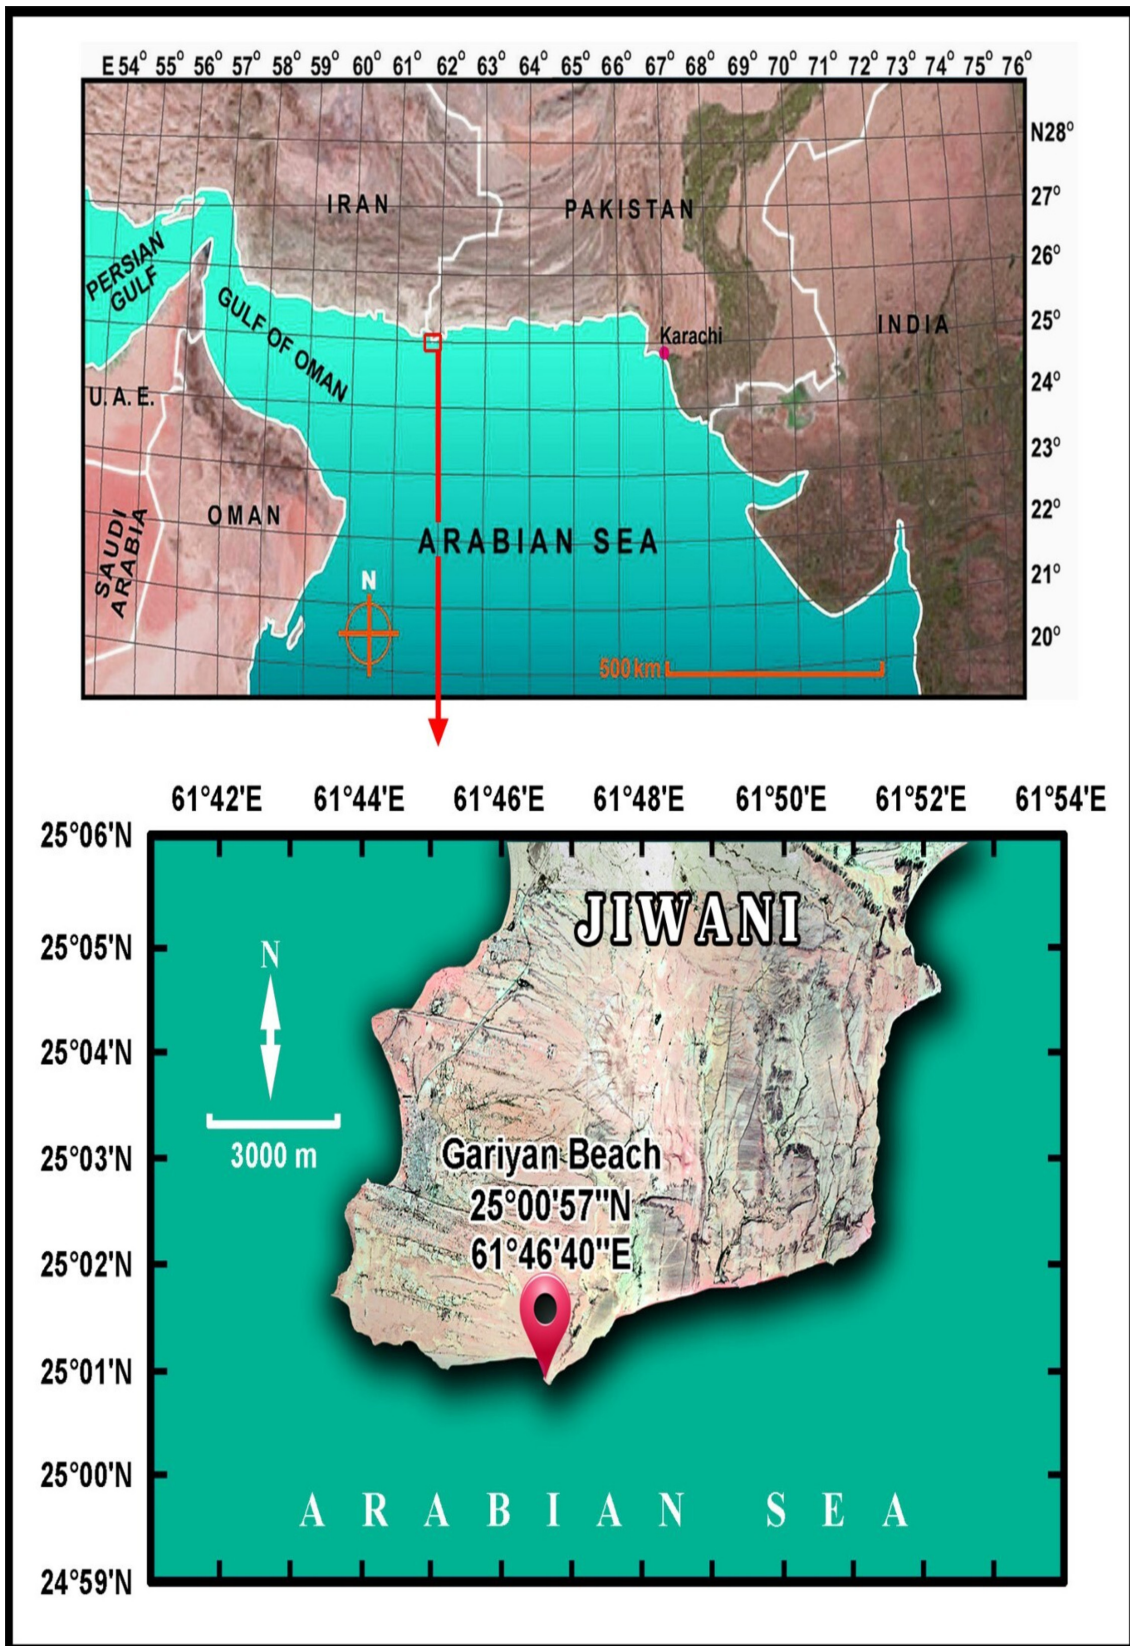 E 54° 55° 56° 57° 58° 59° 60° 61° 62° 63° 64° 65° 66° 67° 68° 69° 70° 71° 72° 73° 74° 75° 76°
N28°
27°
26°
25°
24°
23°
22°
21°
20°
IRAN
PAKISTAN
INDIA
PERSIAN
GULF
GULF OF OMAN
Karachi
U. A. E.
OMAN
SAUDI
ARABIA
ARABIAN SEA
N
500 km
61°42'E 61°44'E 61°46'E 61°48'E 61°50'E 61°52'E 61°54'E
25°06'N
25°05'N
25°04'N
25°03'N
25°02'N
25°01'N
25°00'N
24°59'N
JIWANI
N
3000 m
Gariyan Beach
25°00'57"N
61°46'40"E
ARABIAN SEA